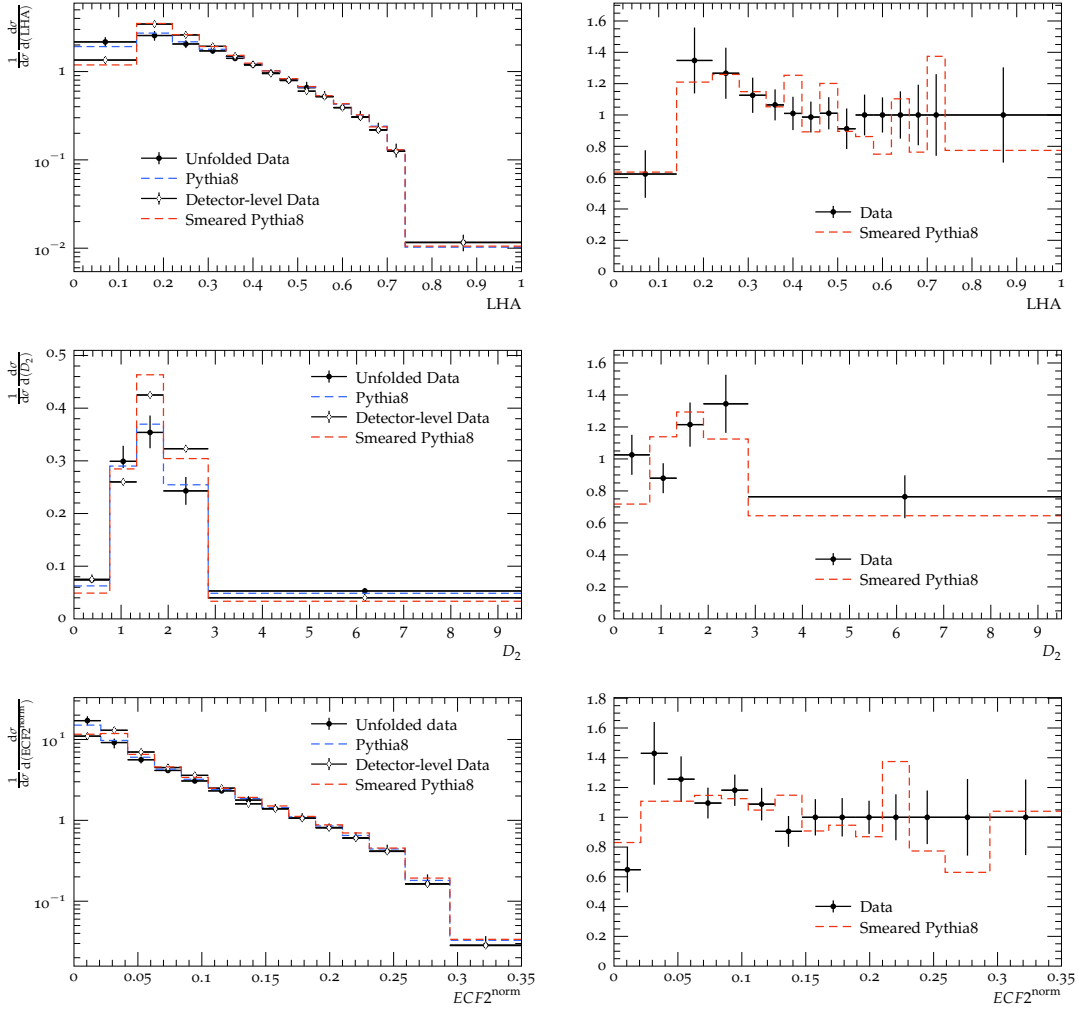 1/dσ dσ/d(LHA)
1
10⁻¹
10⁻²
Unfolded Data
Pythia8
Detector-level Data
Smeared Pythia8
0 0.1 0.2 0.3 0.4 0.5 0.6 0.7 0.8 0.9 1
LHA
1.6
1.4
1.2
1
0.8
0.6
0.4
0.2
0
Data
Smeared Pythia8
0 0.1 0.2 0.3 0.4 0.5 0.6 0.7 0.8 0.9 1
LHA
1/dσ dσ/d(D₂)
0.5
0.4
0.3
0.2
0.1
0
Unfolded Data
Pythia8
Detector-level Data
Smeared Pythia8
0 1 2 3 4 5 6 7 8 9
D₂
1.6
1.4
1.2
1
0.8
0.6
0.4
0.2
0
Data
Smeared Pythia8
0 1 2 3 4 5 6 7 8 9
D₂
1/dσ dσ/d(ECF2ⁿᵒʳᵐ)
10¹
1
10⁻¹
Unfolded data
Pythia8
Detector-level Data
Smeared Pythia8
0 0.05 0.1 0.15 0.2 0.25 0.3 0.35
ECF2ⁿᵒʳᵐ
1.8
1.6
1.4
1.2
1
0.8
0.6
0.4
0.2
0
Data
Smeared Pythia8
0 0.05 0.1 0.15 0.2 0.25 0.3 0.35
ECF2ⁿᵒʳᵐ